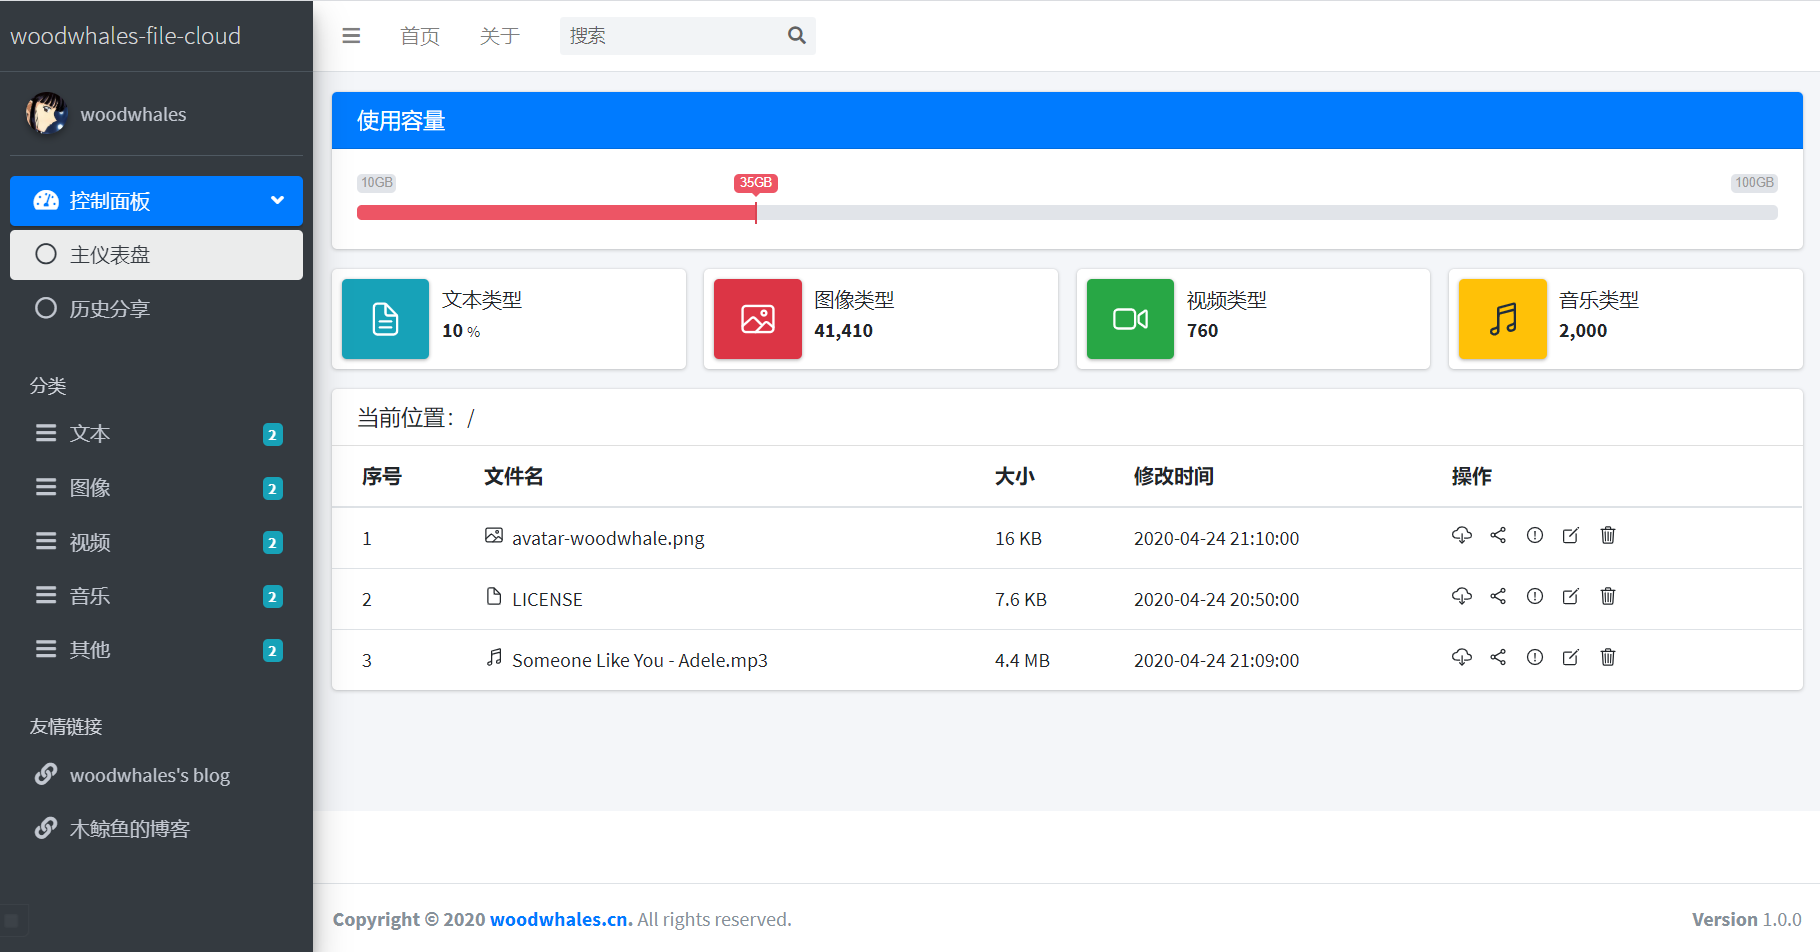 woodwhales-file-cloud
首页 关于 搜索
woodwhales
控制面板
主仪表盘
历史分享
分类
文本 2
图像 2
视频 2
音乐 2
其他 2
友情链接
woodwhales's blog
木鲸鱼的博客
使用容量
10GB 35GB 100GB
文本类型
10 %
图像类型
41,410
视频类型
760
音乐类型
2,000
当前位置：/
序号 文件名 大小 修改时间 操作
1 avatar-woodwhale.png 16 KB 2020-04-24 21:10:00
2 LICENSE 7.6 KB 2020-04-24 20:50:00
3 Someone Like You - Adele.mp3 4.4 MB 2020-04-24 21:09:00
Copyright © 2020 woodwhales.cn. All rights reserved. Version 1.0.0